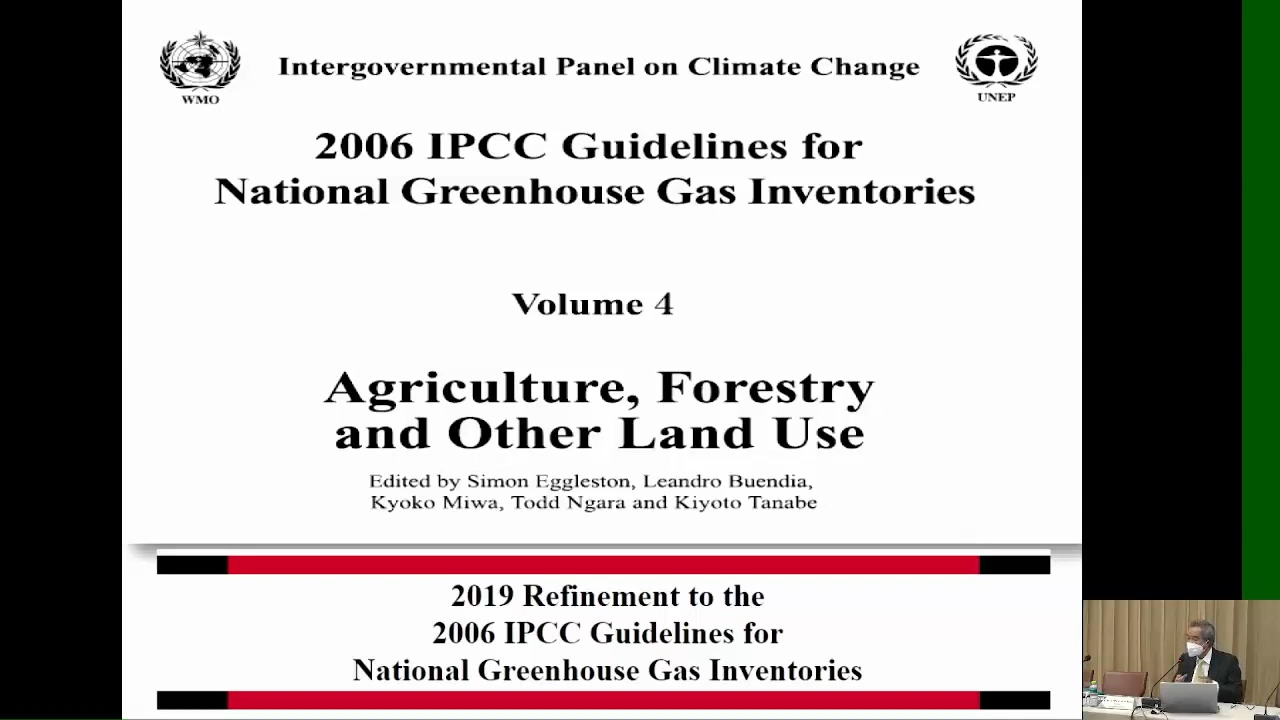 Intergovernmental Panel on Climate Change
WMO
UNEP
2006 IPCC Guidelines for
National Greenhouse Gas Inventories
Volume 4
Agriculture, Forestry
and Other Land Use
Edited by Simon Eggleston, Leandro Buendia,
Kyoko Miwa, Todd Ngara and Kiyoto Tanabe
2019 Refinement to the
2006 IPCC Guidelines for
National Greenhouse Gas Inventories